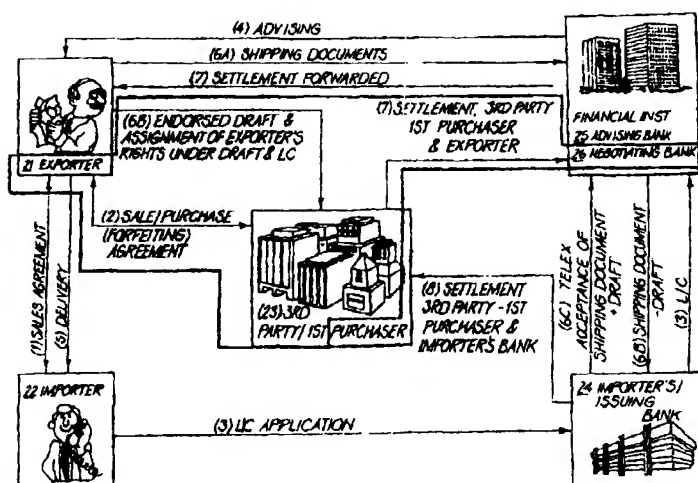 (4) ADVISING
(6A) SHIPPING DOCUMENTS
(7) SETTLEMENT FORWARDED
(6B) ENDORSED DRAFT &
ASSIGNMENT OF EXPORTER'S
RIGHTS UNDER DRAFT & LC
(7) SETTLEMENT, 3RD PARTY
1ST PURCHASER
& EXPORTER
FINANCIAL INST
25 ADVISING BANK
26 NEGOTIATING BANK
21 EXPORTER
(2) SALE/PURCHASE
(FORFEITING)
AGREEMENT
(23)-3RD
PARTY/1ST PURCHASER
(8) SETTLEMENT
3RD PARTY-1ST
PURCHASER &
IMPORTER'S BANK
(1) SALES AGREEMENT
(5) DELIVERY
(6C) TELEX
ACCEPTANCE OF
SHIPPING DOCUMENT
+ DRAFT
(6B) SHIPPING DOCUMENT
-DRAFT
(3) L/C
22 IMPORTER
(3) L/C APPLICATION
24 IMPORTER'S/
ISSUING
BANK